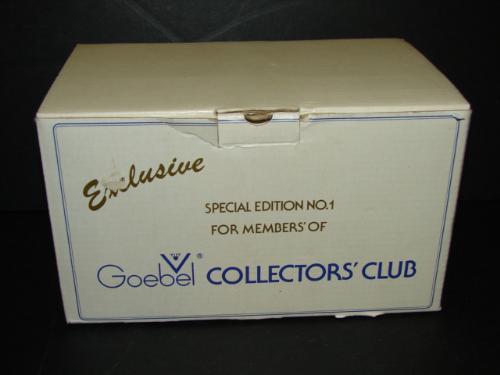 Exclusive
SPECIAL EDITION NO.1
FOR MEMBERS' OF
Goebel® COLLECTORS' CLUB